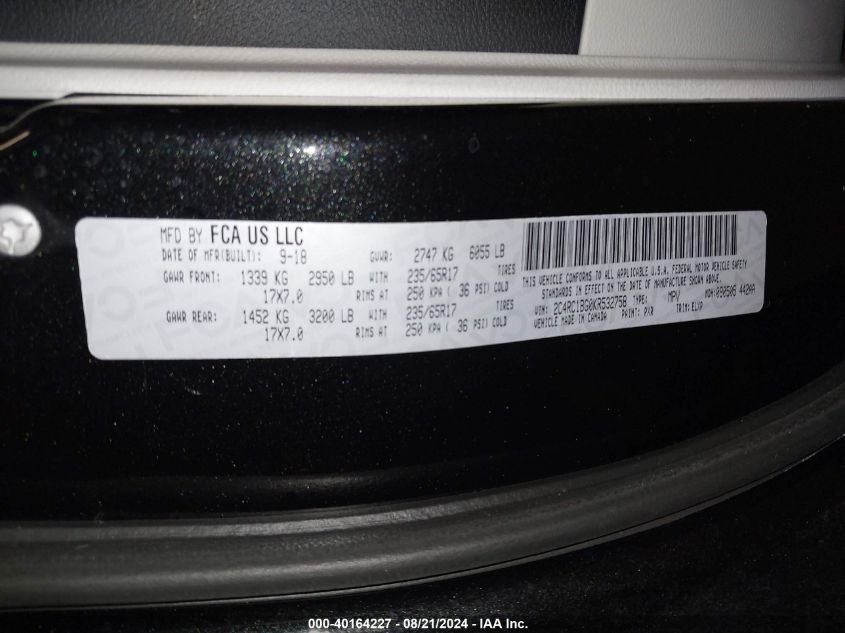 MFD BY FCA US LLC
DATE OF MFR(BUILT): 9-18 GVWR: 2747 KG 6055 LB
GAWR FRONT: 1339 KG 2950 LB WITH 235/65R17 TIRES
17X7.0 RIMS AT 250 KPA ( 36 PSI) COLD
GAWR REAR: 1452 KG 3200 LB WITH 235/65R17 TIRES
17X7.0 RIMS AT 250 KPA ( 36 PSI) COLD
THIS VEHICLE CONFORMS TO ALL APPLICABLE U.S.A. FEDERAL MOTOR VEHICLE SAFETY
STANDARDS IN EFFECT ON THE DATE OF MANUFACTURE SHOWN ABOVE.
VIN: 2C4RC1BG0KR532758 TYPE: MPV MDH: 090506 420AA
VEHICLE MADE IN CANADA PAINT: PXR TRIM: ELXP
000-40164227 - 08/21/2024 - IAA Inc.